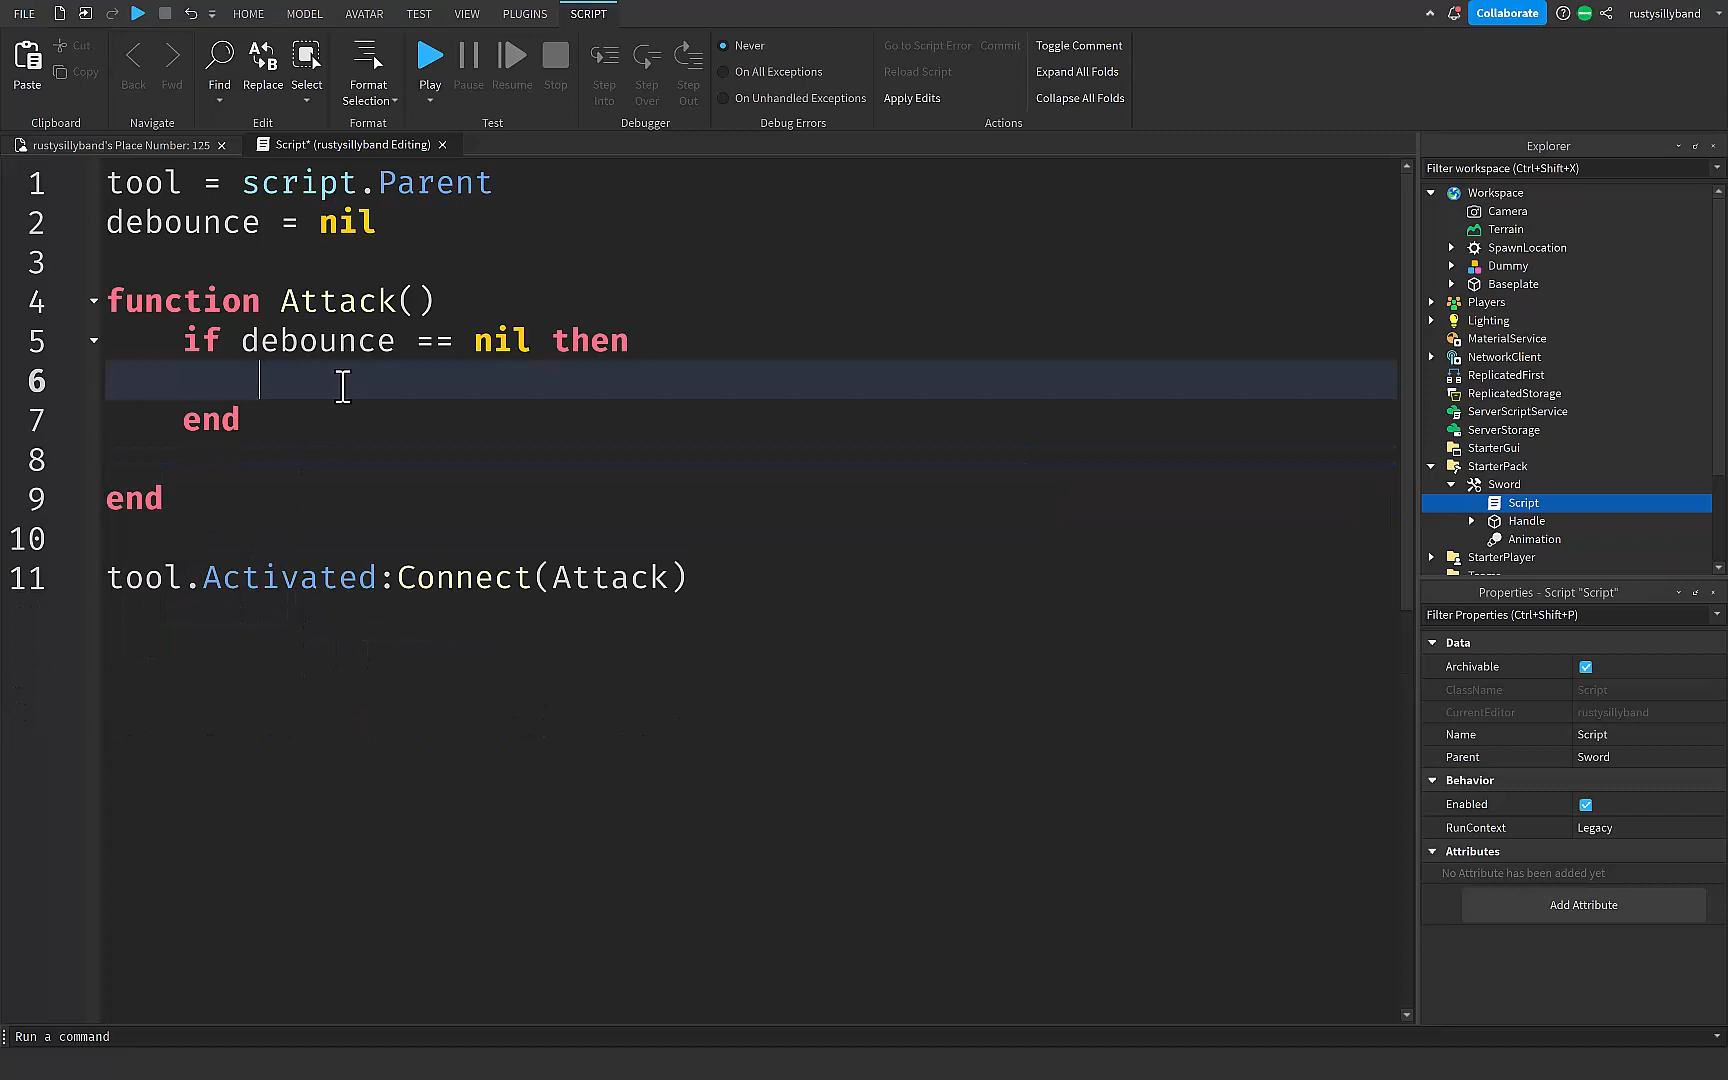 FILE HOME MODEL AVATAR TEST VIEW PLUGINS SCRIPT Collaborate rustysillyband
Paste Cut Copy Back Fwd Find Replace Select Format Selection Play Pause Resume Stop Step Into Step Over Step Out
Never
On All Exceptions
On Unhandled Exceptions
Go to Script Error Commit
Reload Script
Apply Edits
Toggle Comment
Expand All Folds
Collapse All Folds
Clipboard Navigate Edit Format Test Debugger Debug Errors Actions
rustysillyband's Place Number: 125 Script* (rustysillyband Editing)
1 tool = script.Parent
2 debounce = nil
3
4 function Attack()
5 if debounce == nil then
6
7 end
8
9 end
10
11 tool.Activated:Connect(Attack)
Explorer
Filter workspace (Ctrl+Shift+X)
Workspace
Camera
Terrain
SpawnLocation
Dummy
Baseplate
Players
Lighting
MaterialService
NetworkClient
ReplicatedFirst
ReplicatedStorage
ServerScriptService
ServerStorage
StarterGui
StarterPack
Sword
Script
Handle
Animation
StarterPlayer
Properties - Script "Script"
Filter Properties (Ctrl+Shift+P)
Data
Archivable
ClassName Script
CurrentEditor rustysillyband
Name Script
Parent Sword
Behavior
Enabled
RunContext Legacy
Attributes
No Attribute has been added yet
Add Attribute
Run a command